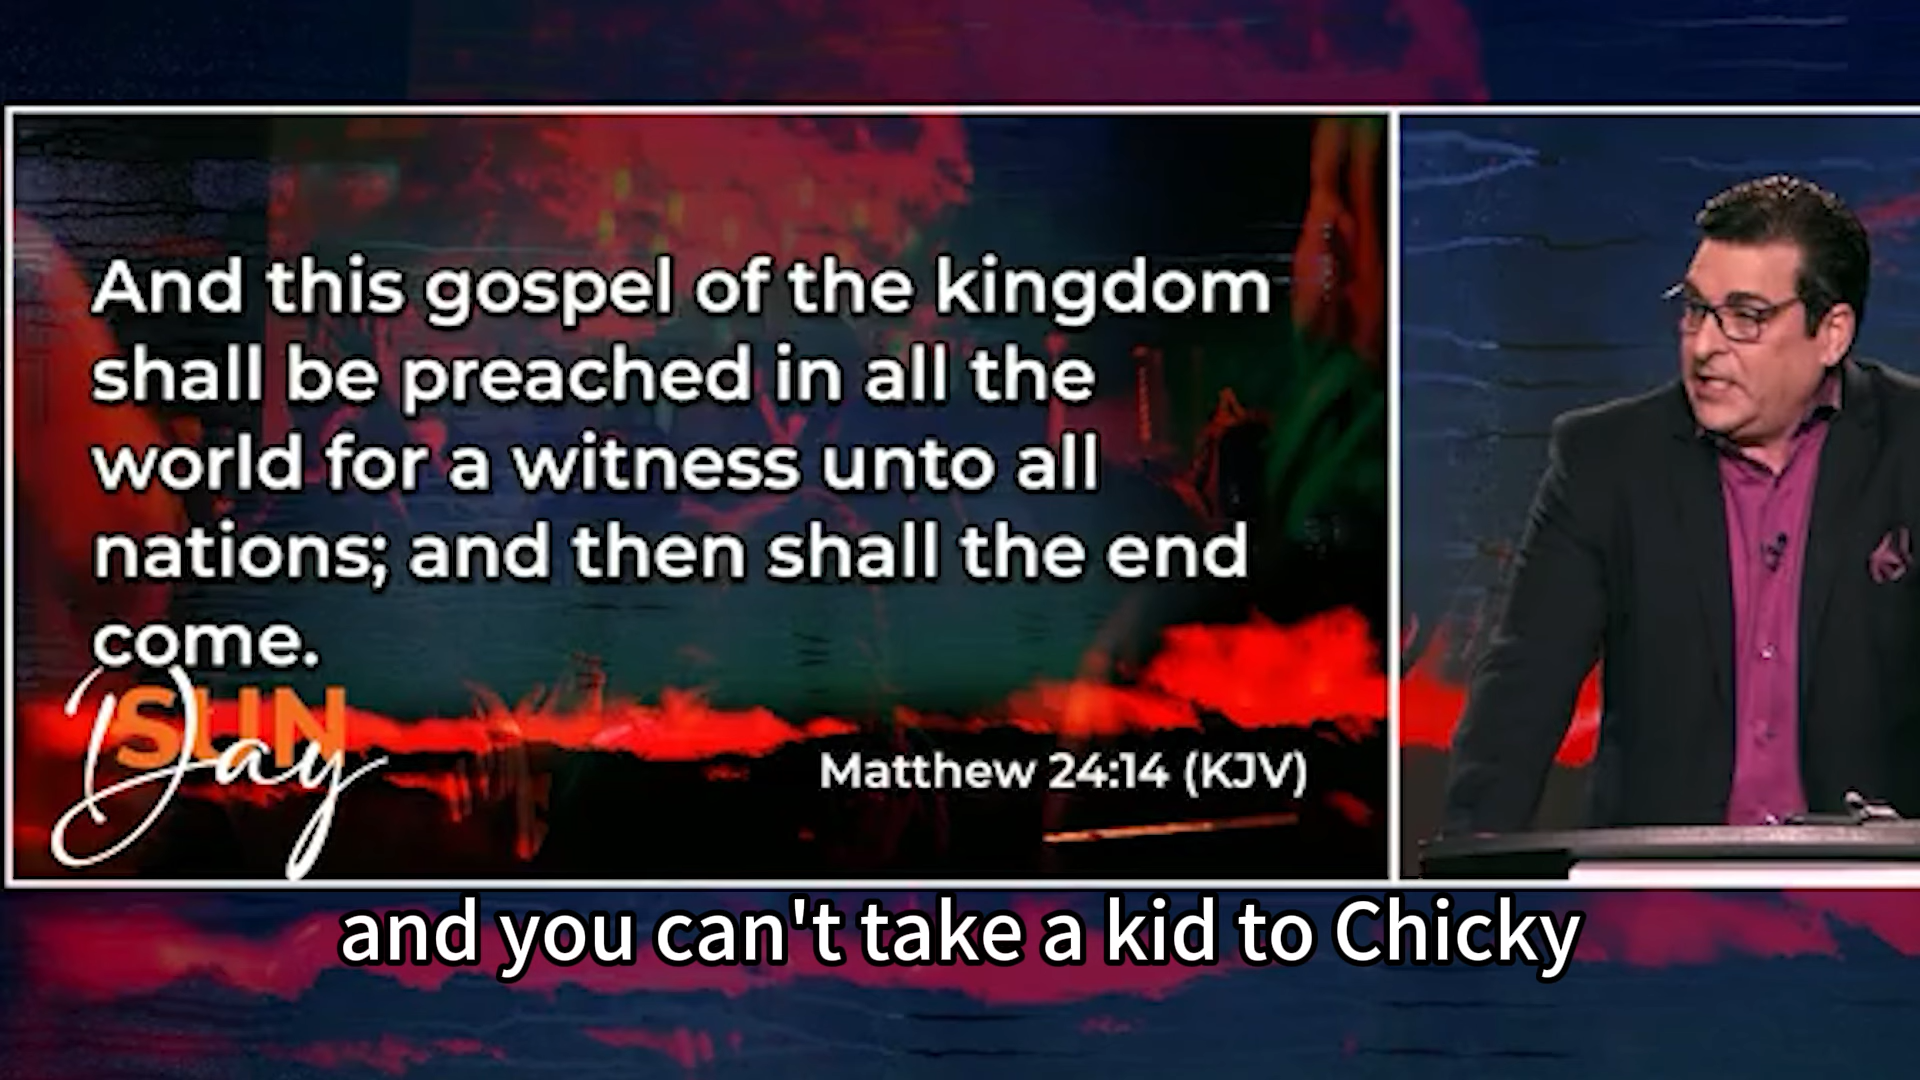 And this gospel of the kingdom
shall be preached in all the
world for a witness unto all
nations; and then shall the end
come.
SUN
Day
Matthew 24:14 (KJV)
and you can't take a kid to Chicky